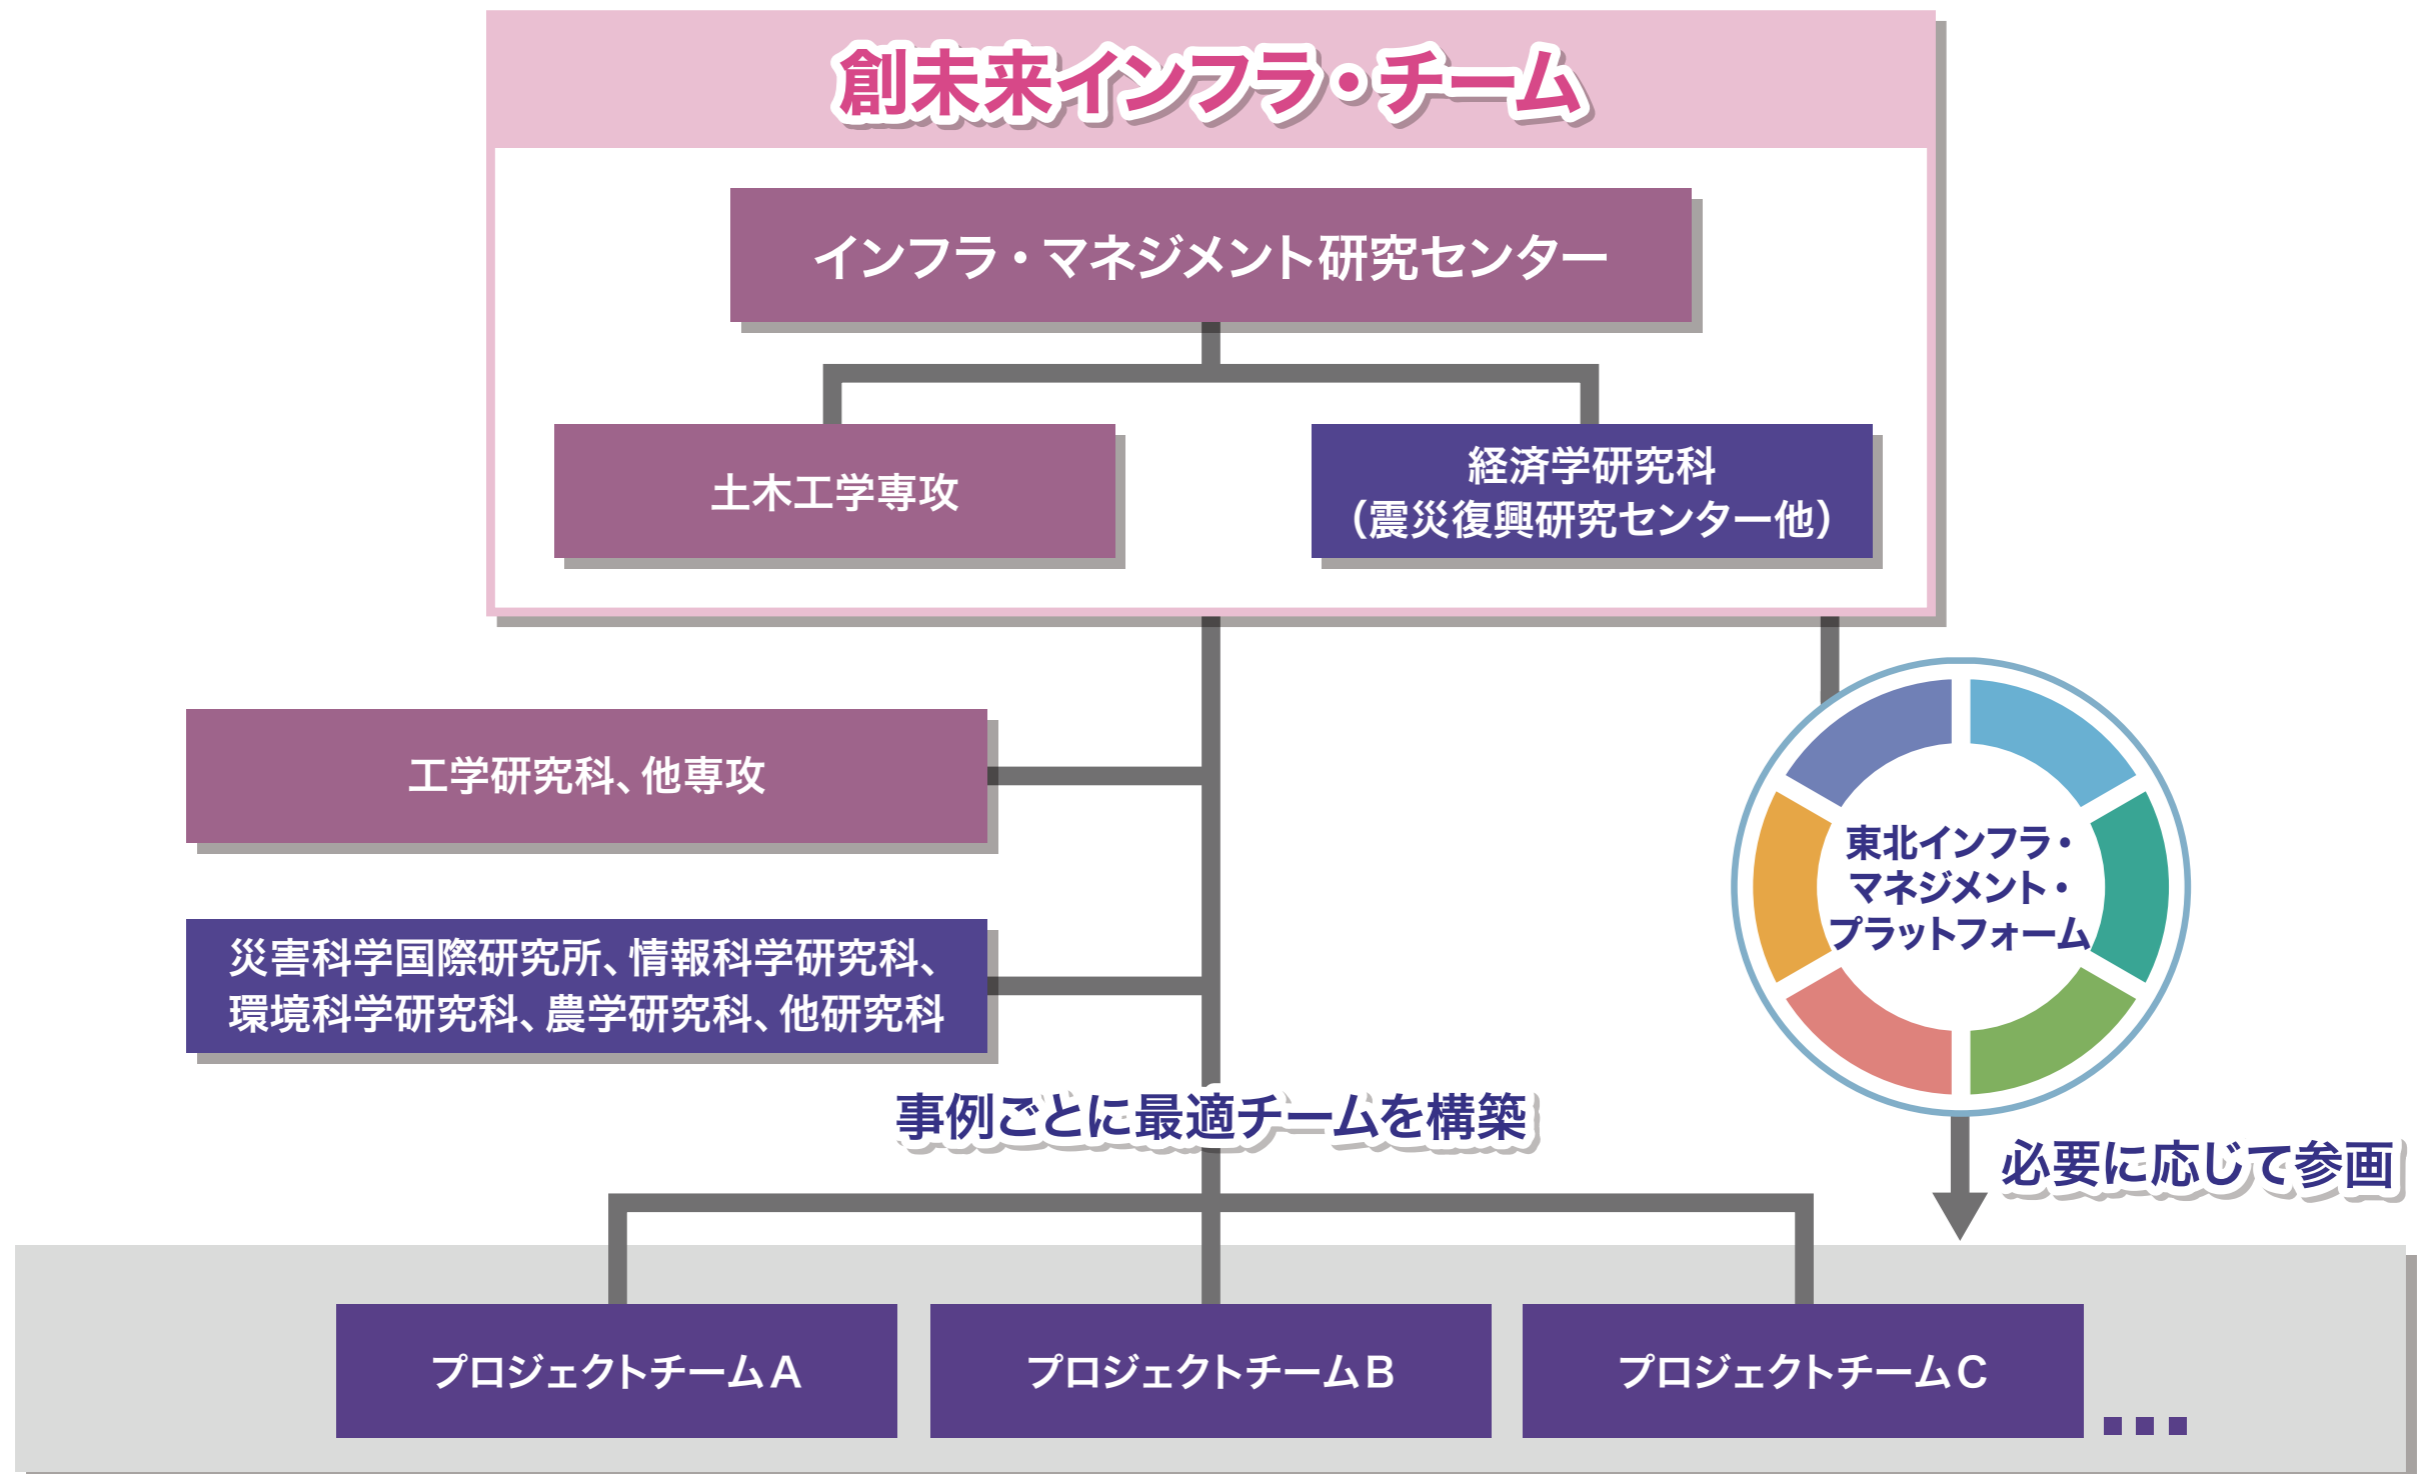 創未来インフラ・チーム
インフラ・マネジメント研究センター
土木工学専攻
経済学研究科
（震災復興研究センター他）
工学研究科、他専攻
災害科学国際研究所、情報科学研究科、
環境科学研究科、農学研究科、他研究科
東北インフラ・
マネジメント・
プラットフォーム
事例ごとに最適チームを構築
必要に応じて参画
プロジェクトチームA
プロジェクトチームB
プロジェクトチームC
…